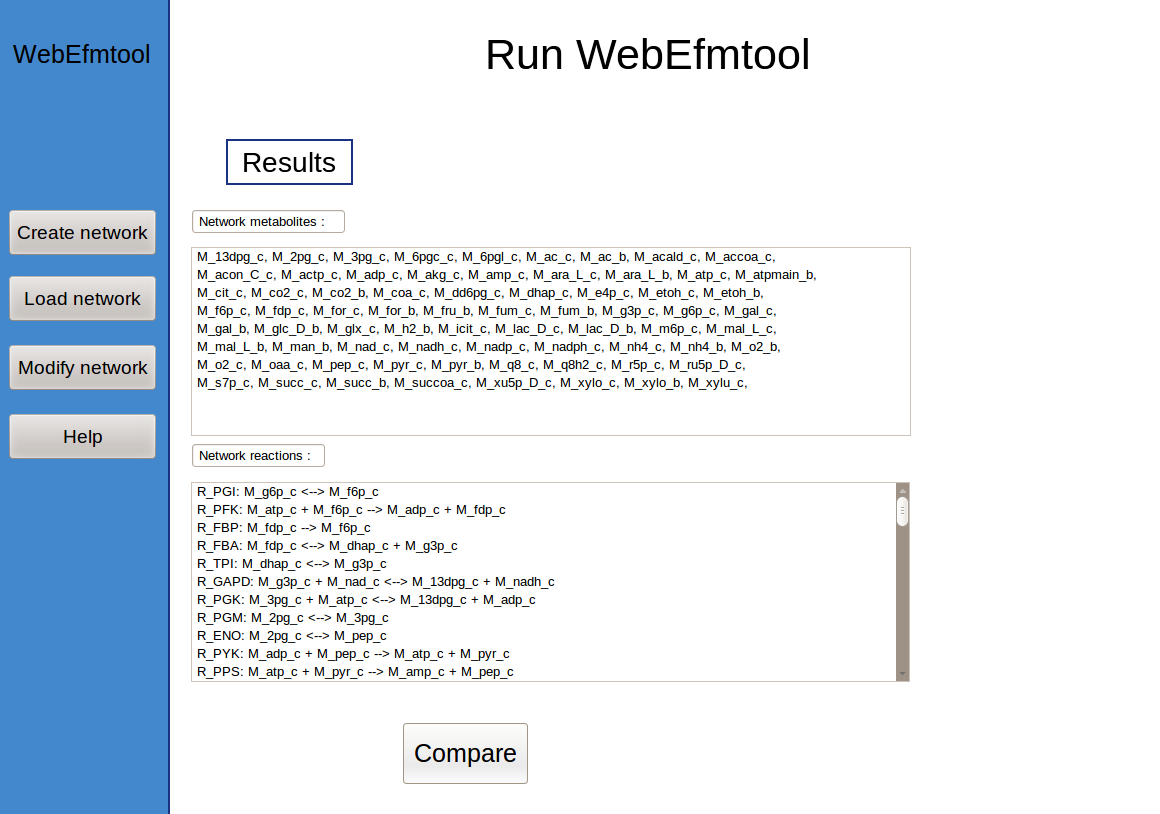 WebEfmtool
Run WebEfmtool
Results
Create network
Load network
Modify network
Help
Network metabolites :
M_13dpg_c, M_2pg_c, M_3pg_c, M_6pgc_c, M_6pgl_c, M_ac_c, M_ac_b, M_acald_c, M_accoa_c,
M_acon_C_c, M_actp_c, M_adp_c, M_akg_c, M_amp_c, M_ara_L_c, M_ara_L_b, M_atp_c, M_atpmain_b,
M_cit_c, M_co2_c, M_co2_b, M_coa_c, M_dd6pg_c, M_dhap_c, M_e4p_c, M_etoh_c, M_etoh_b,
M_f6p_c, M_fdp_c, M_for_c, M_for_b, M_fru_b, M_fum_c, M_fum_b, M_g3p_c, M_g6p_c, M_gal_c,
M_gal_b, M_glc_D_b, M_glx_c, M_h2_b, M_icit_c, M_lac_D_c, M_lac_D_b, M_m6p_c, M_mal_L_c,
M_mal_L_b, M_man_b, M_nad_c, M_nadh_c, M_nadp_c, M_nadph_c, M_nh4_c, M_nh4_b, M_o2_b,
M_o2_c, M_oaa_c, M_pep_c, M_pyr_c, M_pyr_b, M_q8_c, M_q8h2_c, M_r5p_c, M_ru5p_D_c,
M_s7p_c, M_succ_c, M_succ_b, M_succoa_c, M_xu5p_D_c, M_xylo_c, M_xylo_b, M_xylu_c,
Network reactions :
R_PGI: M_g6p_c <--> M_f6p_c
R_PFK: M_atp_c + M_f6p_c --> M_adp_c + M_fdp_c
R_FBP: M_fdp_c --> M_f6p_c
R_FBA: M_fdp_c <--> M_dhap_c + M_g3p_c
R_TPI: M_dhap_c <--> M_g3p_c
R_GAPD: M_g3p_c + M_nad_c <--> M_13dpg_c + M_nadh_c
R_PGK: M_3pg_c + M_atp_c <--> M_13dpg_c + M_adp_c
R_PGM: M_2pg_c <--> M_3pg_c
R_ENO: M_2pg_c <--> M_pep_c
R_PYK: M_adp_c + M_pep_c --> M_atp_c + M_pyr_c
R_PPS: M_atp_c + M_pyr_c --> M_amp_c + M_pep_c
Compare